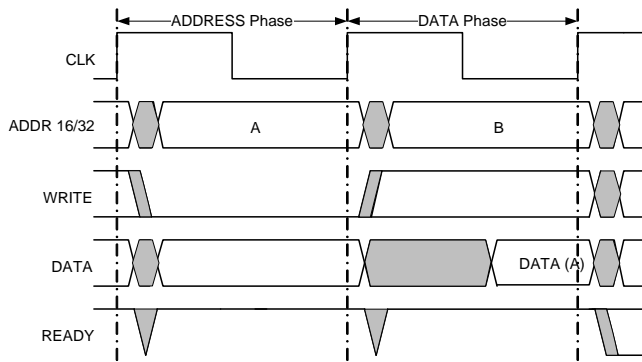 ADDRESS Phase DATA Phase
CLK
ADDR 16/32 A B
WRITE
DATA DATA (A)
READY